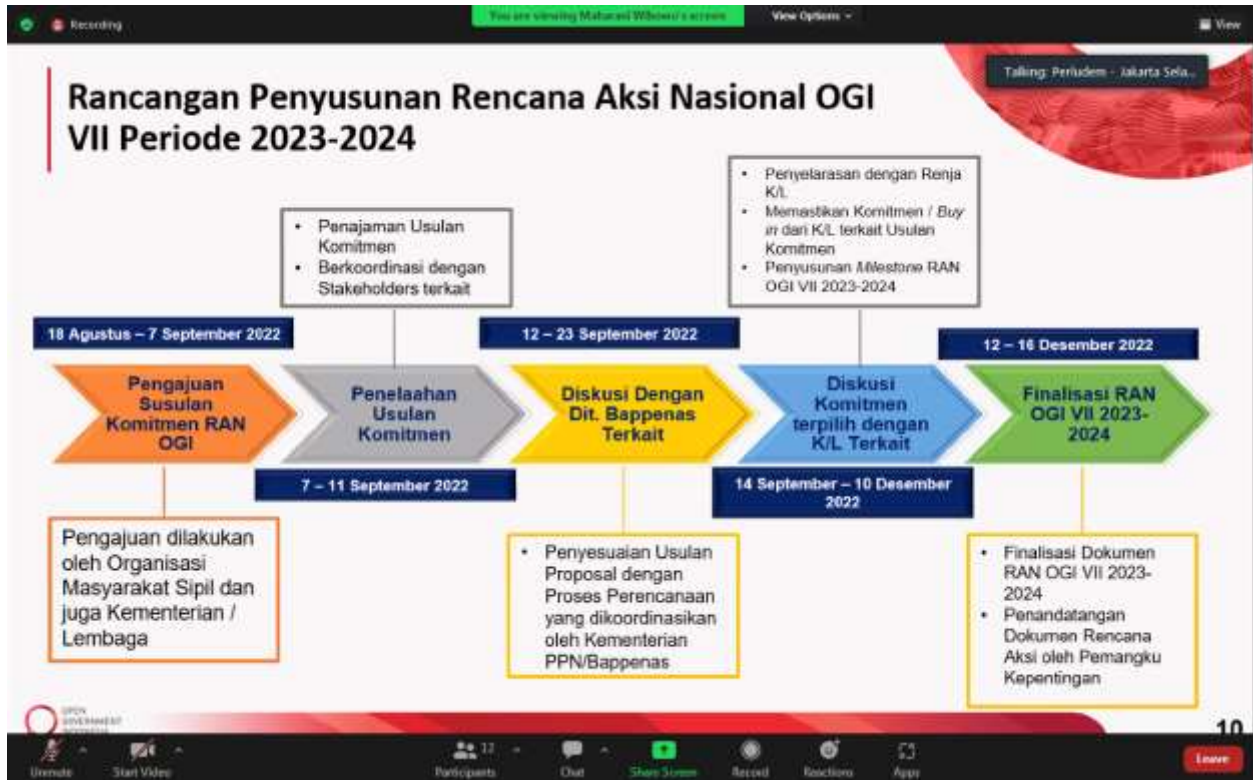 Recording
You are viewing Maharani Wibowo's screen
View Options
View
Talking: Perludem - Jakarta Sela...
Rancangan Penyusunan Rencana Aksi Nasional OGI
VII Periode 2023-2024
• Penajaman Usulan
Komitmen
• Berkoordinasi dengan
Stakeholders terkait
• Penyelarasan dengan Renja
K/L
• Memastikan Komitmen / Buy
in dari K/L terkait Usulan
Komitmen
• Penyusunan Milestone RAN
OGI VII 2023-2024
18 Agustus – 7 September 2022
12 – 23 September 2022
12 – 16 Desember 2022
Pengajuan
Susulan
Komitmen RAN
OGI
Penelaahan
Usulan
Komitmen
Diskusi Dengan
Dit. Bappenas
Terkait
Diskusi
Komitmen
terpilih dengan
K/L Terkait
Finalisasi RAN
OGI VII 2023-
2024
7 – 11 September 2022
14 September – 10 Desember
2022
Pengajuan dilakukan
oleh Organisasi
Masyarakat Sipil dan
juga Kementerian /
Lembaga
• Penyesuaian Usulan
Proposal dengan
Proses Perencanaan
yang dikoordinasikan
oleh Kementerian
PPN/Bappenas
• Finalisasi Dokumen
RAN OGI VII 2023-
2024
• Penandatangan
Dokumen Rencana
Aksi oleh Pemangku
Kepentingan
OPEN
GOVERNMENT
10
Unmute
Start Video
12
Participants
Chat
Share Screen
Record
Reactions
Apps
Leave